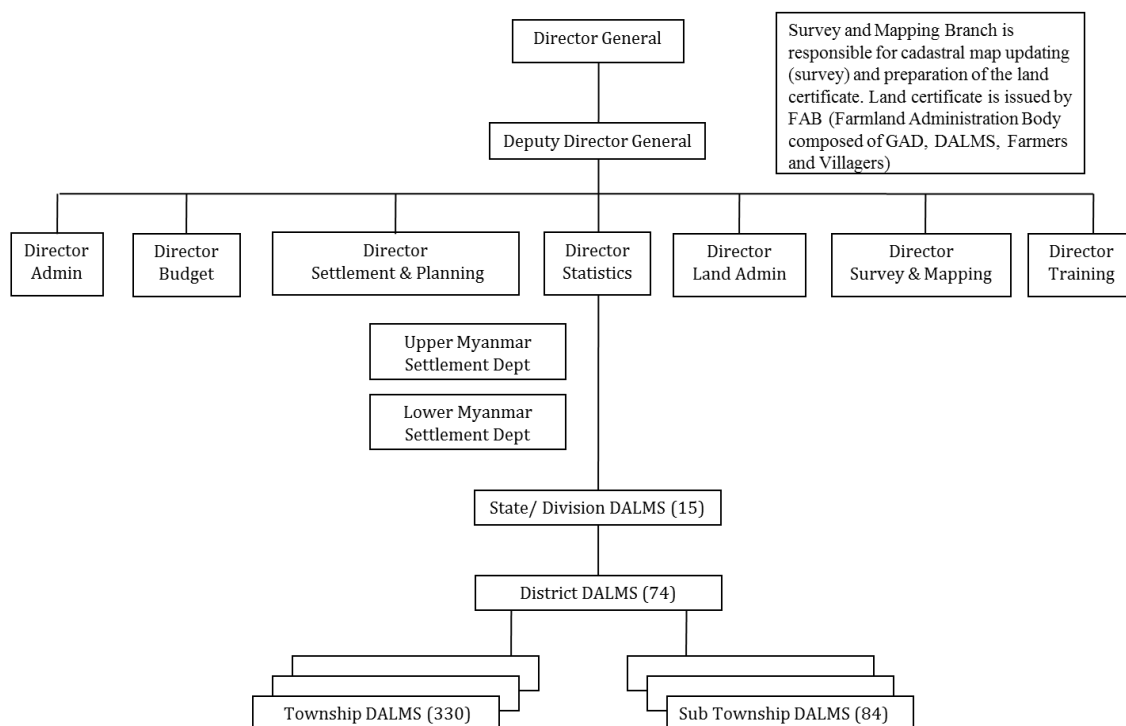 Director General
Survey and Mapping Branch is
responsible for cadastral map updating
(survey) and preparation of the land
certificate. Land certificate is issued by
FAB (Farmland Administration Body
composed of GAD, DALMS, Farmers
and Villagers)
Deputy Director General
Director
Admin
Director
Budget
Director
Settlement & Planning
Director
Statistics
Director
Land Admin
Director
Survey & Mapping
Director
Training
Upper Myanmar
Settlement Dept
Lower Myanmar
Settlement Dept
State/ Division DALMS (15)
District DALMS (74)
Township DALMS (330)
Sub Township DALMS (84)